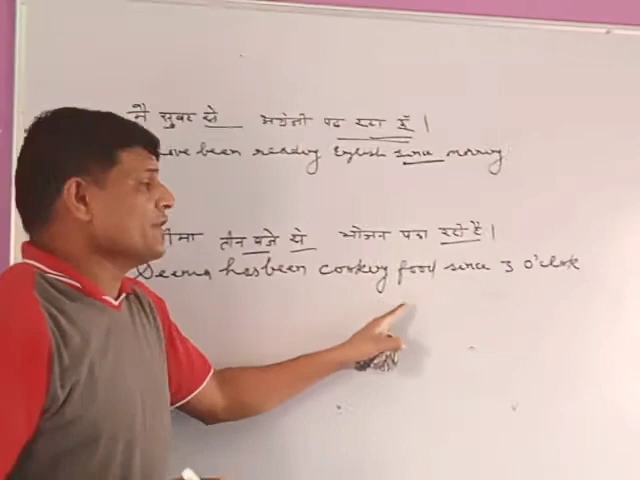 मै सुबह से अंग्रेजी पढ रहा हूँ।
ve been reading English since morning
मा तीन बजे से भोजन पका रही है।
Seema has been cooking food since 3 o'clock